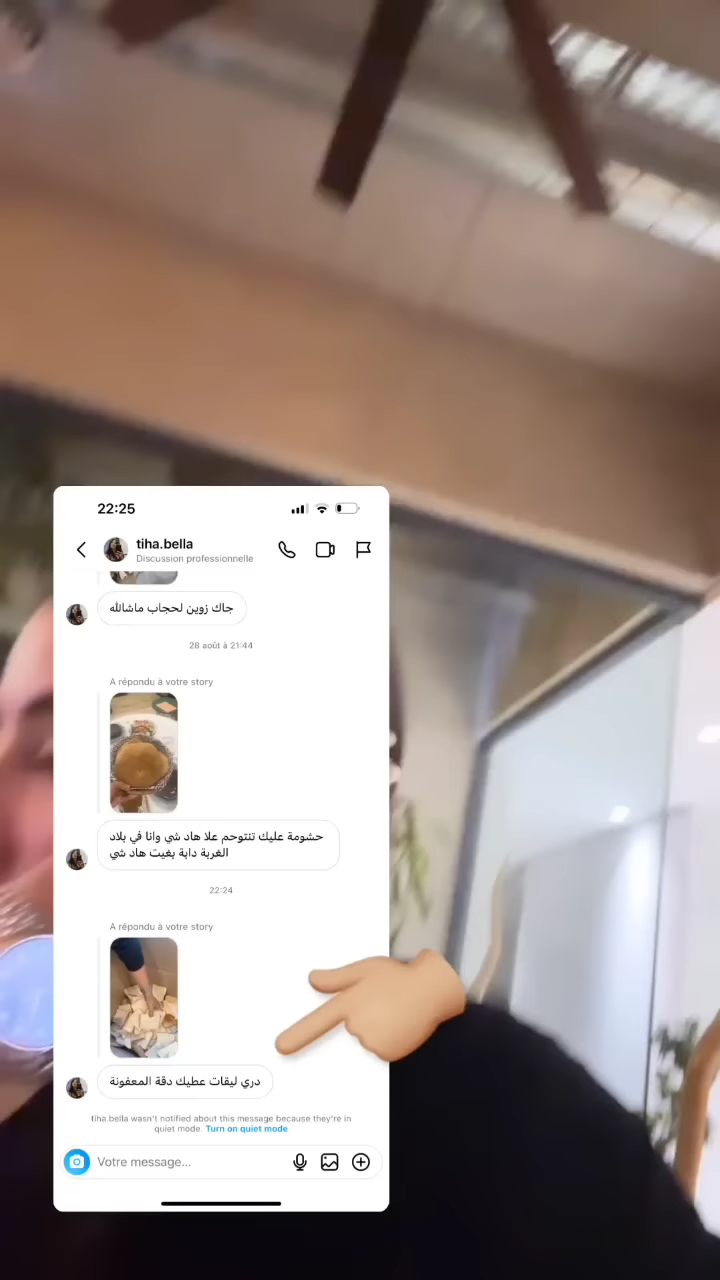 22:25
tiha.bella
Discussion professionnelle
جاك زوين لحجاب ماشالله
28 août à 21:44
A répondu à votre story
حشومة عليك تنتوحم علا هاد شي وانا في بلاد
الغربة دابة بغيت هاد شي
22:24
A répondu à votre story
دري ليقات عطيك دقة المعفونة
tiha.bella wasn't notified about this message because they're in
quiet mode. Turn on quiet mode
Votre message...